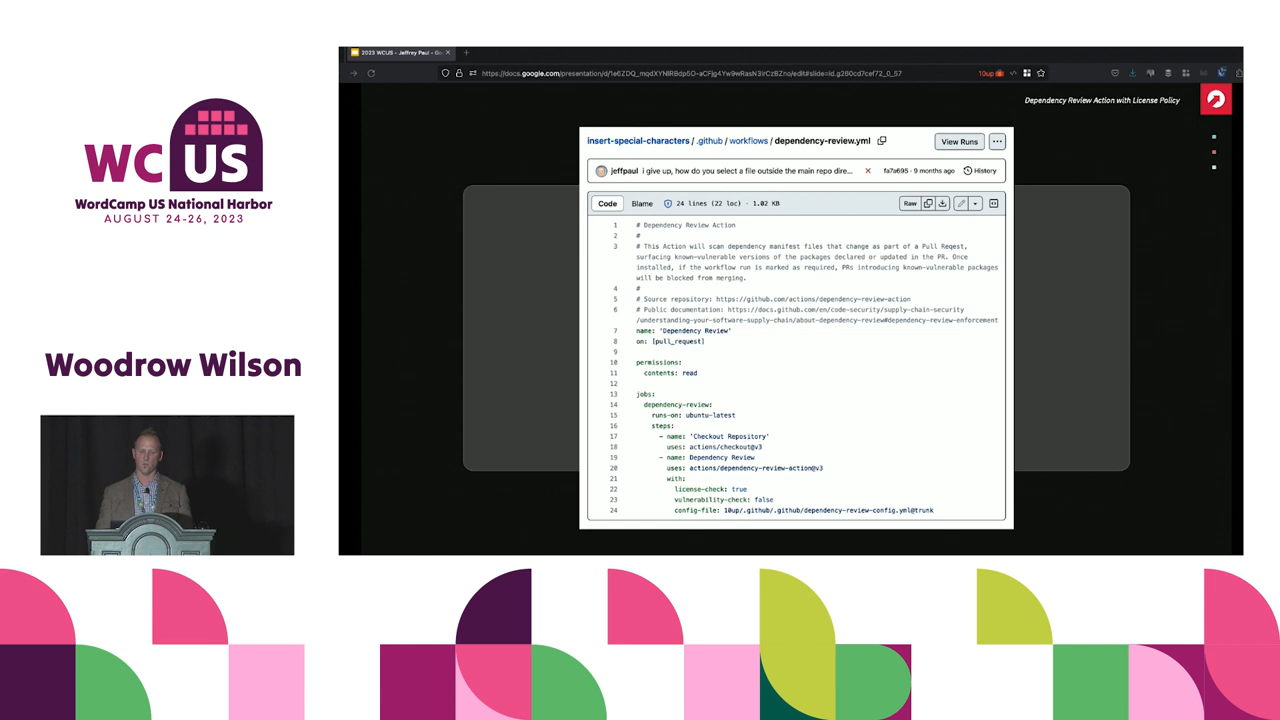 WC US
WordCamp US National Harbor
AUGUST 24-26, 2023
Woodrow Wilson
2023 WCUS - Jeffrey Paul - Go
10up
Dependency Review Action with License Policy
insert-special-characters / .github / workflows / dependency-review.yml
View Runs
jeffpaul i give up, how do you select a file outside the main repo dire...
fa7a695 · 9 months ago
History
Code Blame 24 lines (22 loc) · 1.02 KB
Raw
1 # Dependency Review Action
2 #
3 # This Action will scan dependency manifest files that change as part of a Pull Reqest,
surfacing known-vulnerable versions of the packages declared or updated in the PR. Once
installed, if the workflow run is marked as required, PRs introducing known-vulnerable packages
will be blocked from merging.
4 #
5 # Source repository: https://github.com/actions/dependency-review-action
6 # Public documentation: https://docs.github.com/en/code-security/supply-chain-security
/understanding-your-software-supply-chain/about-dependency-review#dependency-review-enforcement
7 name: 'Dependency Review'
8 on: [pull_request]
9
10 permissions:
11 contents: read
12
13 jobs:
14 dependency-review:
15 runs-on: ubuntu-latest
16 steps:
17 - name: 'Checkout Repository'
18 uses: actions/checkout@v3
19 - name: Dependency Review
20 uses: actions/dependency-review-action@v3
21 with:
22 license-check: true
23 vulnerability-check: false
24 config-file: 10up/.github/.github/dependency-review-config.yml@trunk